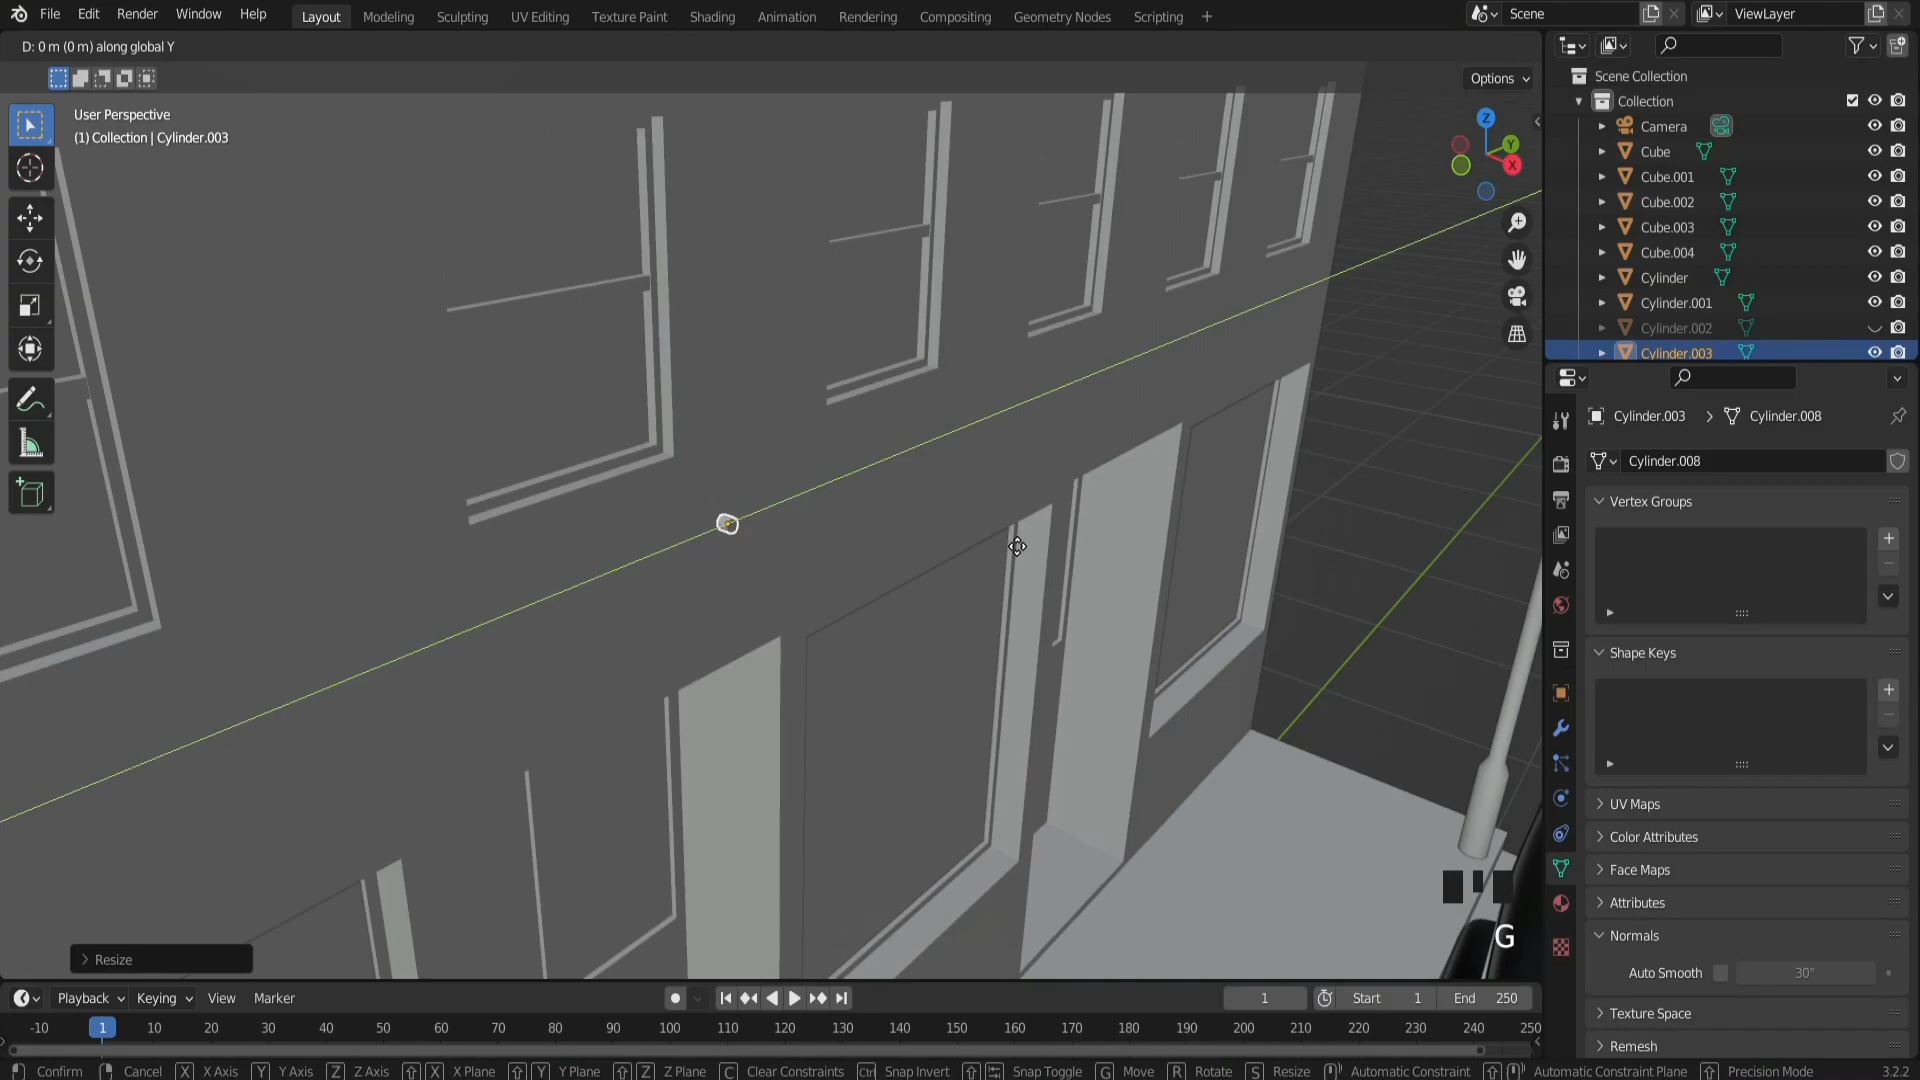 File Edit Render Window Help Layout Modeling Sculpting UV Editing Texture Paint Shading Animation Rendering Compositing Geometry Nodes Scripting + Scene ViewLayer
D: 0 m (0 m) along global Y
Options
User Perspective
(1) Collection | Cylinder.003
Z
Y
X
Scene Collection
Collection
Camera
Cube
Cube.001
Cube.002
Cube.003
Cube.004
Cylinder
Cylinder.001
Cylinder.002
Cylinder.003
Cylinder.003 > Cylinder.008
Cylinder.008
Vertex Groups
Shape Keys
UV Maps
Color Attributes
Face Maps
Attributes
Normals
Auto Smooth 30°
Texture Space
Remesh
G
Resize
Playback Keying View Marker 1 Start 1 End 250
-10 1 10 20 30 40 50 60 70 80 90 100 110 120 130 140 150 160 170 180 190 200 210 220 230 240 250
Confirm Cancel X X Axis Y Y Axis Z Z Axis X X Plane Y Y Plane Z Z Plane C Clear Constraints Ctrl Snap Invert Snap Toggle G Move R Rotate S Resize Automatic Constraint Automatic Constraint Plane Precision Mode 3.2.2